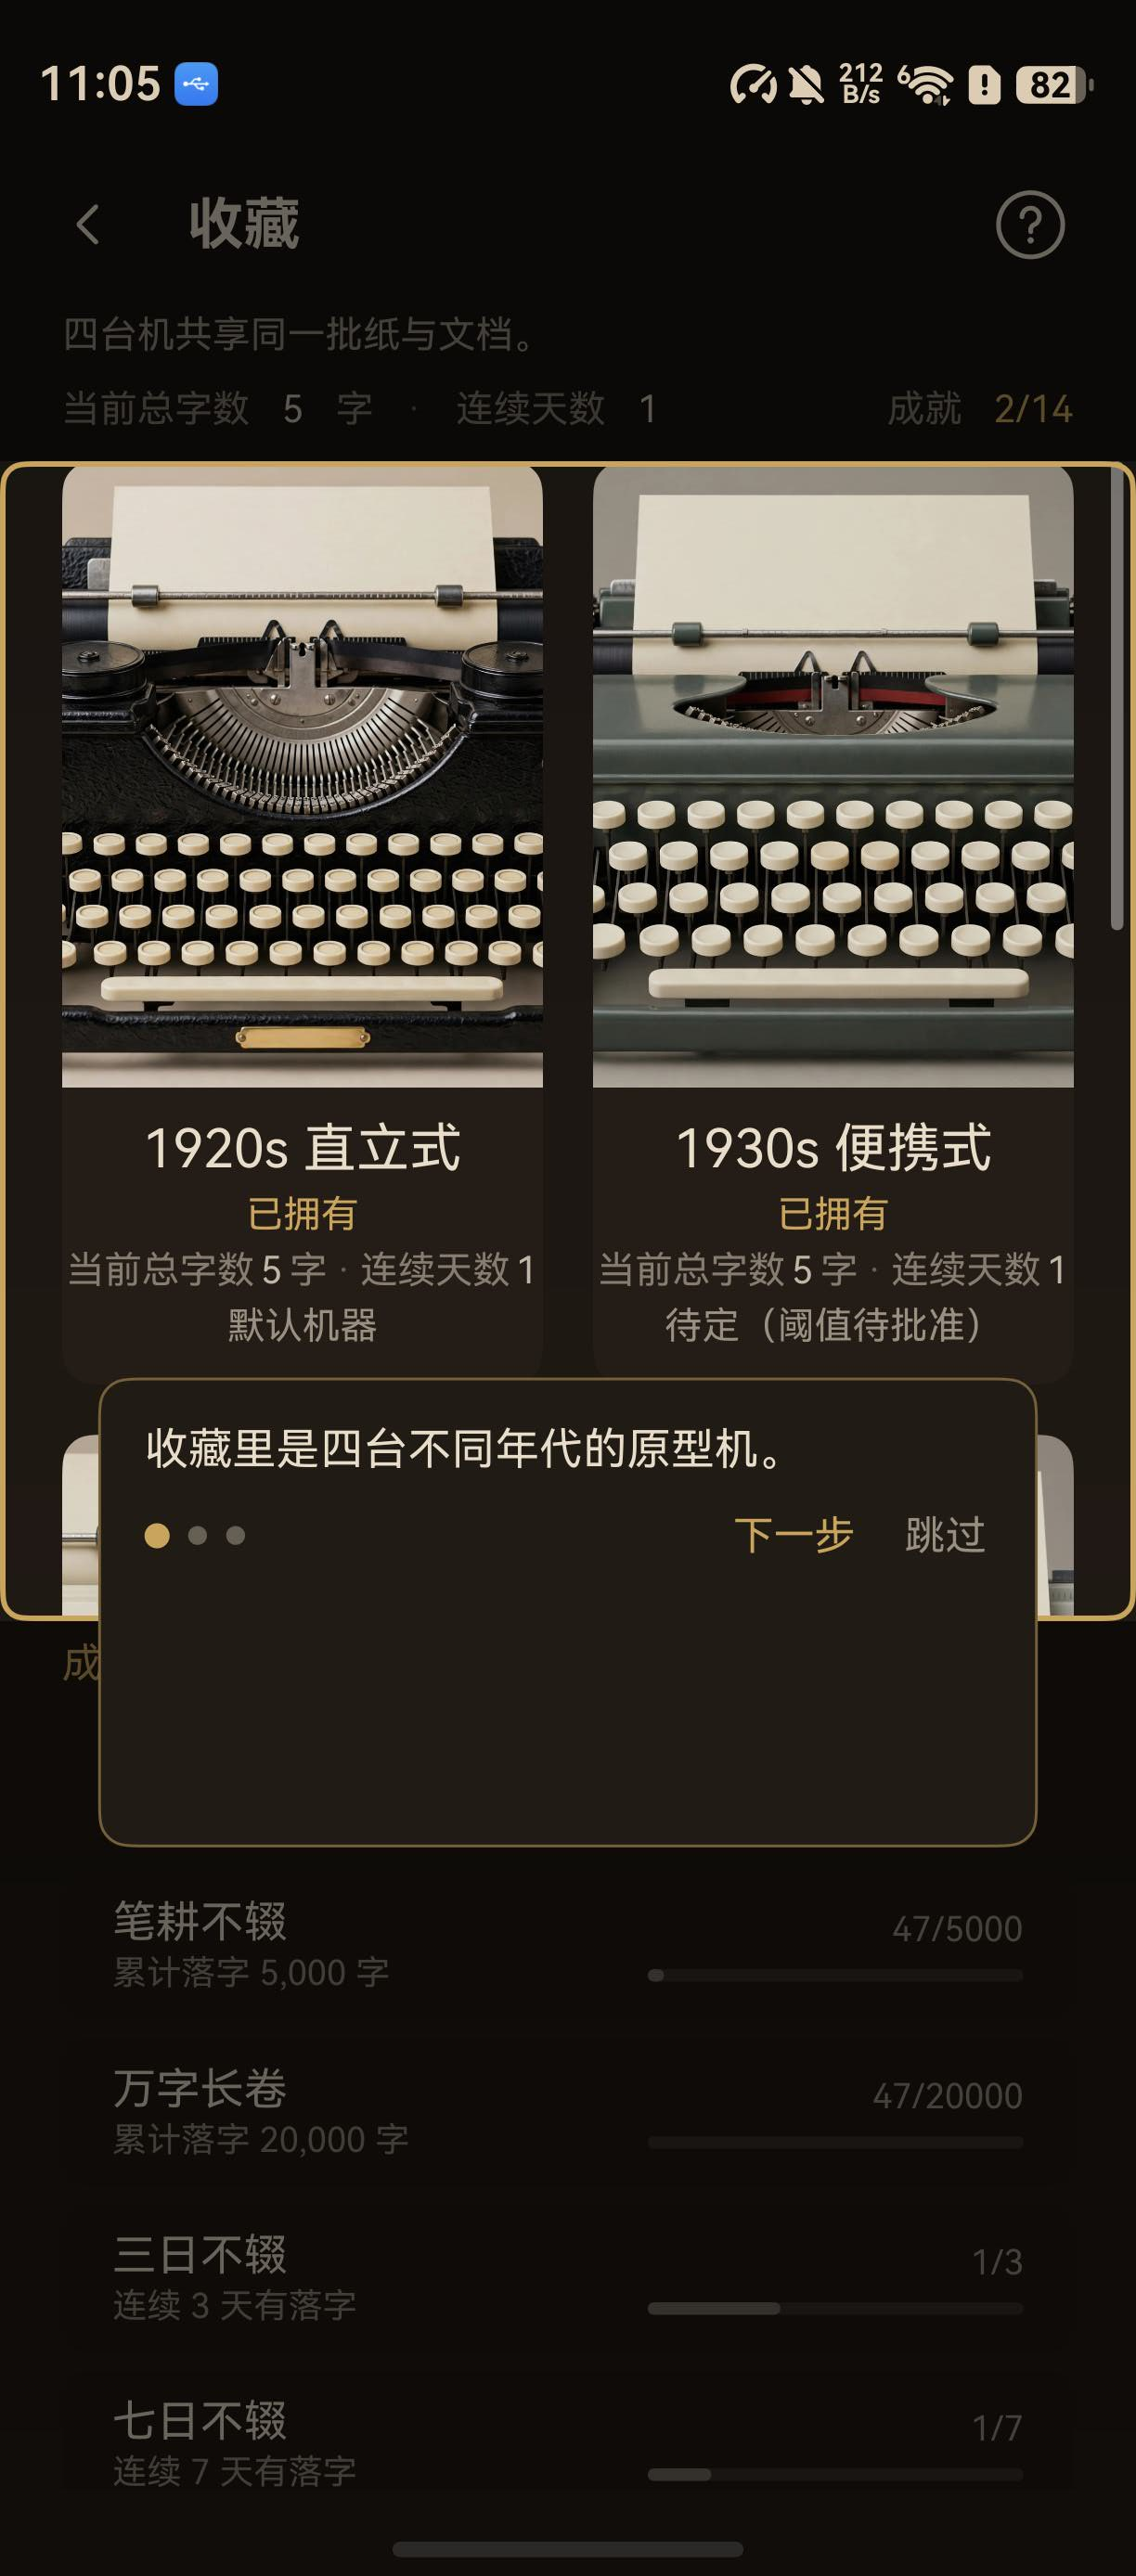 11:05
212
B/s
6
82
收藏
四台机共享同一批纸与文档。
当前总字数 5 字 · 连续天数 1
成就 2/14
1920s 直立式
已拥有
当前总字数 5 字 · 连续天数 1
默认机器
1930s 便携式
已拥有
当前总字数 5 字 · 连续天数 1
待定（阈值待批准）
收藏里是四台不同年代的原型机。
下一步 跳过
成
笔耕不辍
47/5000
累计落字 5,000 字
万字长卷
47/20000
累计落字 20,000 字
三日不辍
1/3
连续 3 天有落字
七日不辍
1/7
连续 7 天有落字